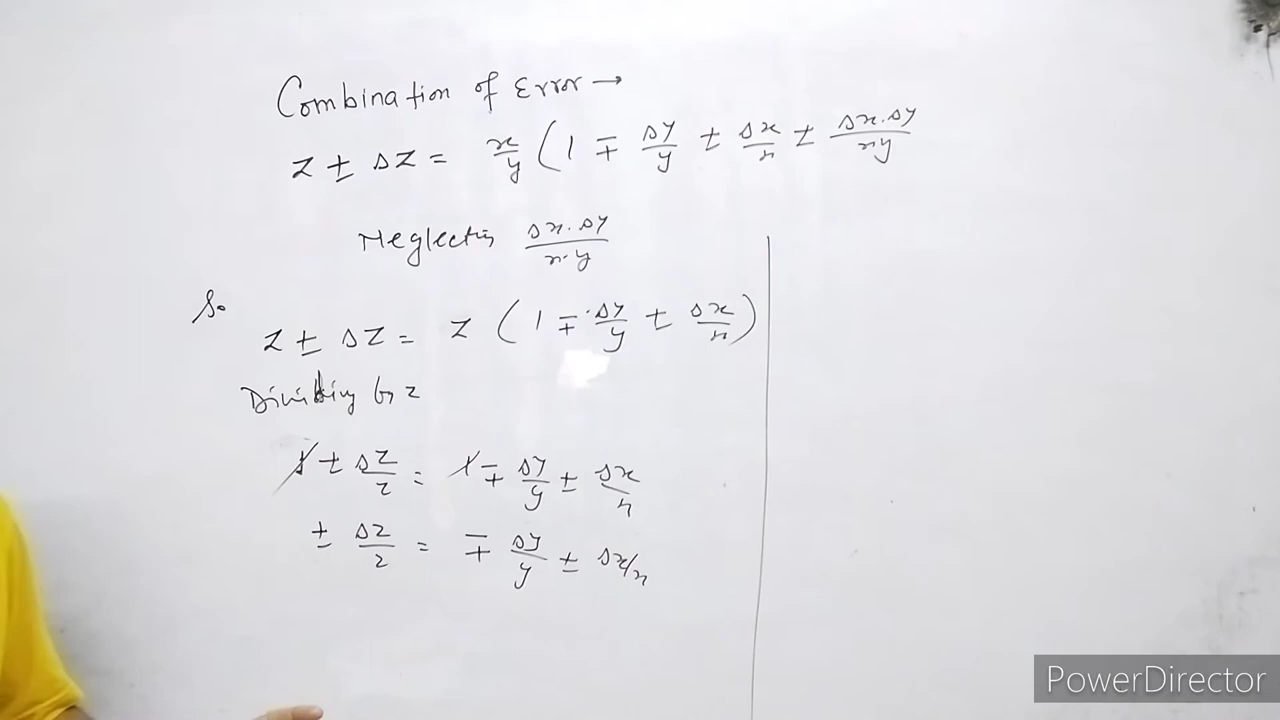 Combination of Error →
z ± Δz = x/y (1 ∓ Δy/y ± Δx/x ± Δx.Δy/xy
Neglecting Δx.Δy/x.y
So
z ± Δz = z (1 ∓ Δy/y ± Δx/x)
Dividing by z
1 ± Δz/z = 1 ∓ Δy/y ± Δx/x
± Δz/z = ∓ Δy/y ± Δx/x
PowerDirector